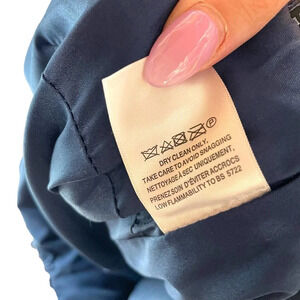 DRY CLEAN ONLY.
TAKE CARE TO AVOID SNAGGING
NETTOYAGE A SEC UNIQUEMENT,
PRENEZ SOIN D'ÉVITER ACCROCS
LOW FLAMMABILITY TO BS 5722